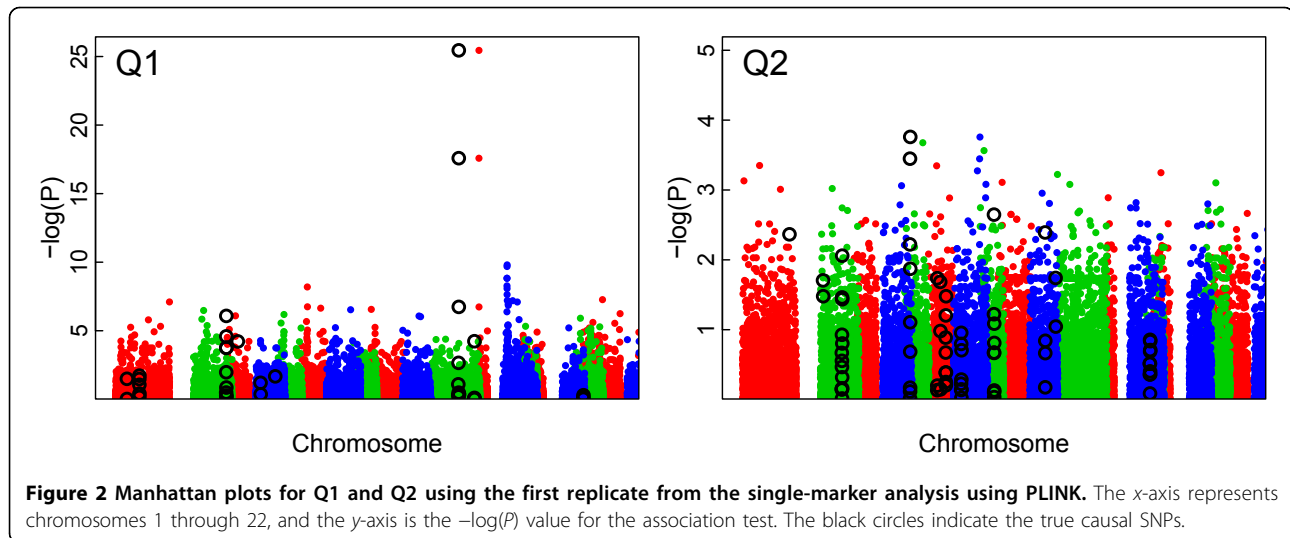 Q1
25
20
15
10
5
−log(P)
Chromosome
Q2
5
4
3
2
1
−log(P)
Chromosome
Figure 2 Manhattan plots for Q1 and Q2 using the first replicate from the single-marker analysis using PLINK. The x-axis represents
chromosomes 1 through 22, and the y-axis is the −log(P) value for the association test. The black circles indicate the true causal SNPs.